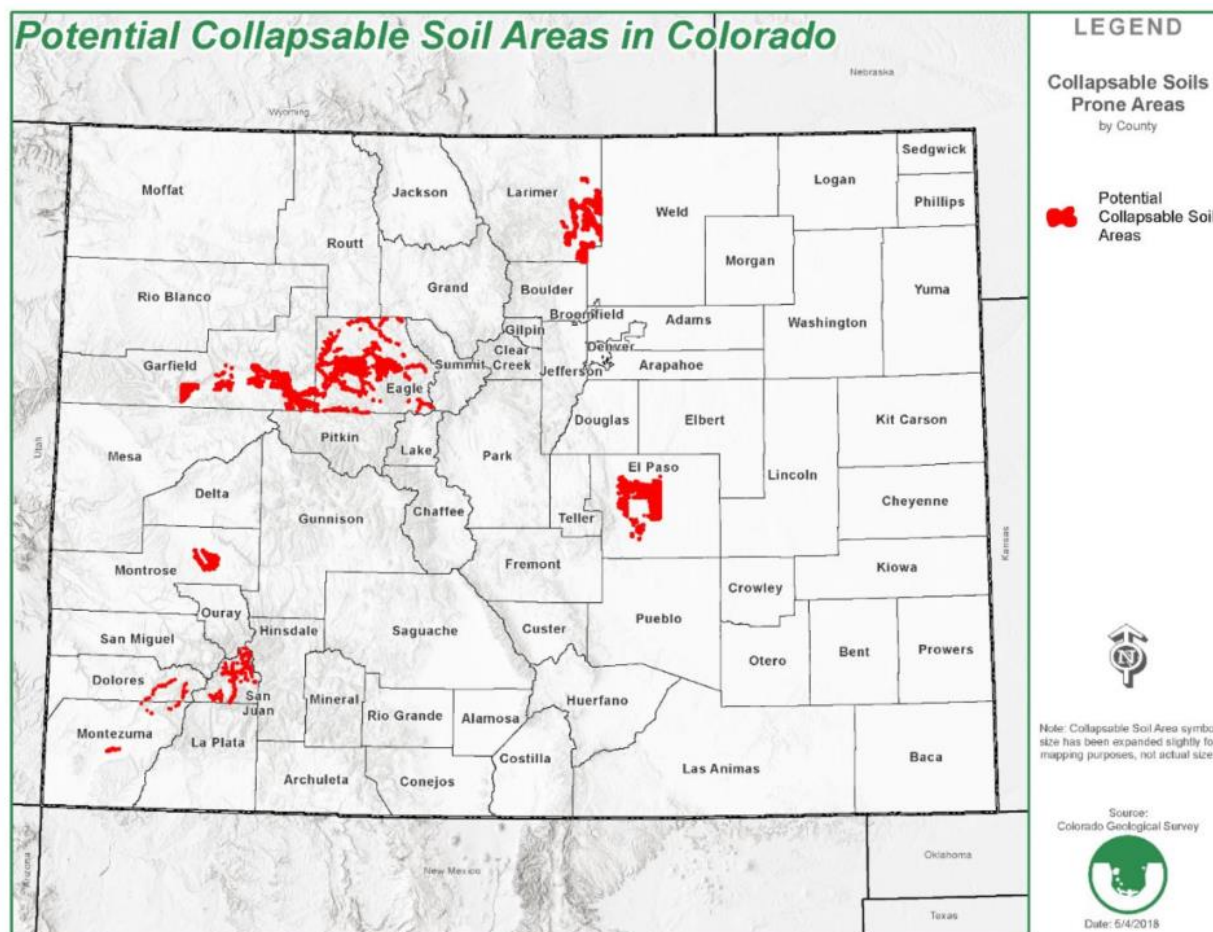 Potential Collapsable Soil Areas in Colorado
LEGEND
Collapsable Soils
Prone Areas
by County
Potential
Collapsable Soil
Areas
Nebraska
Wyoming
Sedgwick
Logan
Phillips
Moffat
Jackson
Larimer
Weld
Routt
Morgan
Yuma
Rio Blanco
Grand
Boulder
Broomfield
Adams
Washington
Gilpin
Clear
Creek
Denver
Garfield
Summit
Jefferson
Arapahoe
Eagle
Douglas
Elbert
Kit Carson
Utah
Mesa
Pitkin
Lake
Park
Lincoln
El Paso
Delta
Cheyenne
Gunnison
Chaffee
Teller
Kansas
Montrose
Fremont
Kiowa
Crowley
Ouray
Hinsdale
Saguache
Custer
Pueblo
San Miguel
Otero
Bent
Prowers
Dolores
San
Juan
Mineral
Rio Grande
Alamosa
Huerfano
Montezuma
La Plata
Costilla
Las Animas
Baca
Archuleta
Conejos
N
Note: Collapsable Soil Area symbo
size has been expanded slightly fo
mapping purposes, not actual size
Source:
Colorado Geological Survey
Arizona
New Mexico
Oklahoma
Texas
Date: 5/4/2018